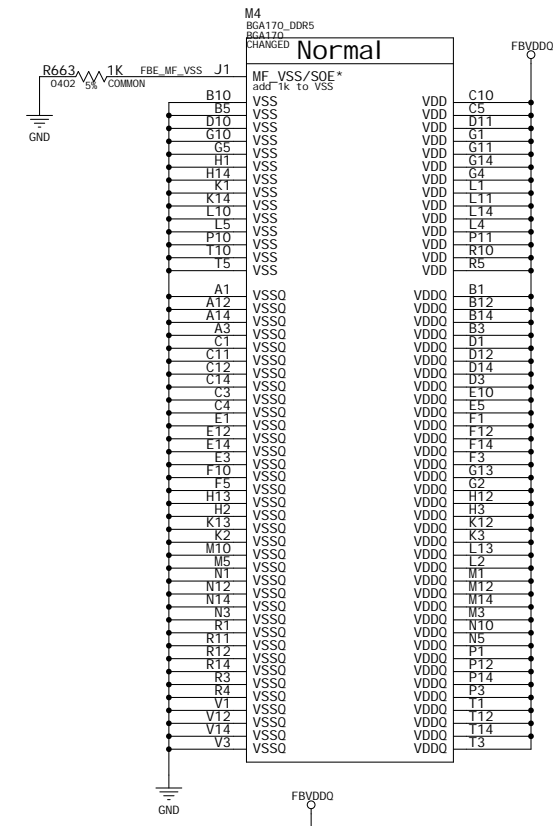 M4
BGA170_DDR5
BGA170
CHANGED Normal
FBVDDQ
R663 1K FBE_MF_VSS J1 MF_VSS/SOE*
0402 5% COMMON add 1k to VSS
GND
B10 VSS VDD C10
B5 VSS VDD C5
D10 VSS VDD D11
G10 VSS VDD G1
G5 VSS VDD G11
H1 VSS VDD G14
H14 VSS VDD G4
K1 VSS VDD L1
K14 VSS VDD L11
L10 VSS VDD L14
L5 VSS VDD L4
P10 VSS VDD P11
T10 VSS VDD R10
T5 VSS VDD R5
A1 VSSQ VDDQ B1
A12 VSSQ VDDQ B12
A14 VSSQ VDDQ B14
A3 VSSQ VDDQ B3
C1 VSSQ VDDQ D1
C11 VSSQ VDDQ D12
C12 VSSQ VDDQ D14
C14 VSSQ VDDQ D3
C3 VSSQ VDDQ E10
C4 VSSQ VDDQ E5
E1 VSSQ VDDQ F1
E12 VSSQ VDDQ F12
E14 VSSQ VDDQ F14
E3 VSSQ VDDQ F3
F10 VSSQ VDDQ G13
F5 VSSQ VDDQ G2
H13 VSSQ VDDQ H12
H2 VSSQ VDDQ H3
K13 VSSQ VDDQ K12
K2 VSSQ VDDQ K3
M10 VSSQ VDDQ L13
M5 VSSQ VDDQ L2
N1 VSSQ VDDQ M1
N12 VSSQ VDDQ M12
N14 VSSQ VDDQ M14
N3 VSSQ VDDQ M3
R1 VSSQ VDDQ N10
R11 VSSQ VDDQ N5
R12 VSSQ VDDQ P1
R14 VSSQ VDDQ P12
R3 VSSQ VDDQ P14
R4 VSSQ VDDQ P3
V1 VSSQ VDDQ T1
V12 VSSQ VDDQ T12
V14 VSSQ VDDQ T14
V3 VSSQ VDDQ T3
GND
FBVDDQ